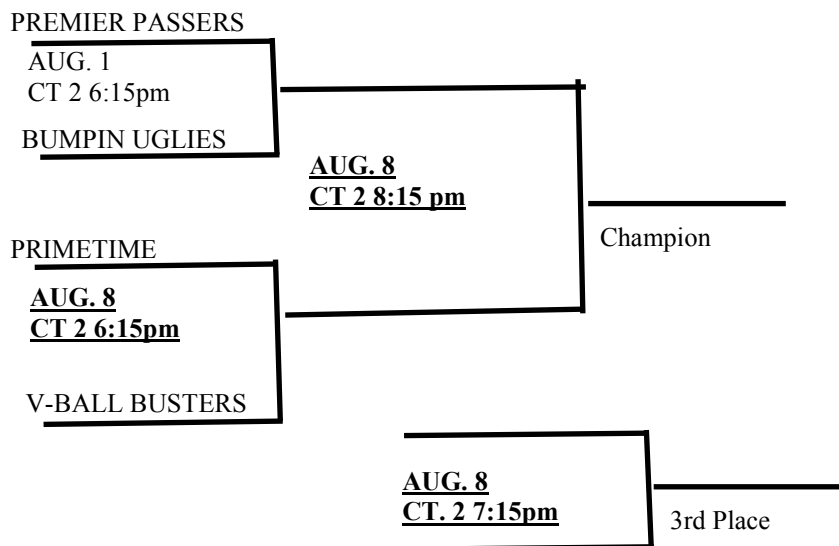 PREMIER PASSERS
AUG. 1
CT 2 6:15pm
BUMPIN UGLIES
AUG. 8
CT 2 8:15 pm
Champion
PRIMETIME
AUG. 8
CT 2 6:15pm
V-BALL BUSTERS
AUG. 8
CT. 2 7:15pm
3rd Place